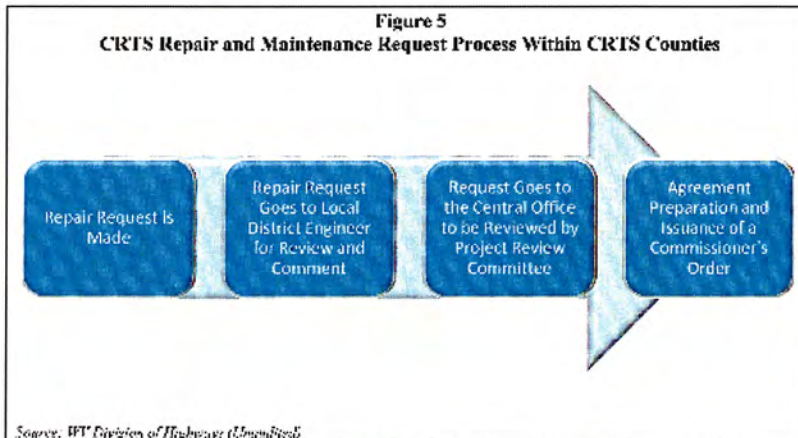 Figure 5
CRTS Repair and Maintenance Request Process Within CRTS Counties
Repair Request is
Made
Repair Request
Goes to Local
District Engineer
for Review and
Comment
Request Goes to
the Central Office
to be Reviewed by
Project Review
Committee
Agreement
Preparation and
Issuance of a
Commissioner's
Order
Source: WV Division of Highways (Unaudited)